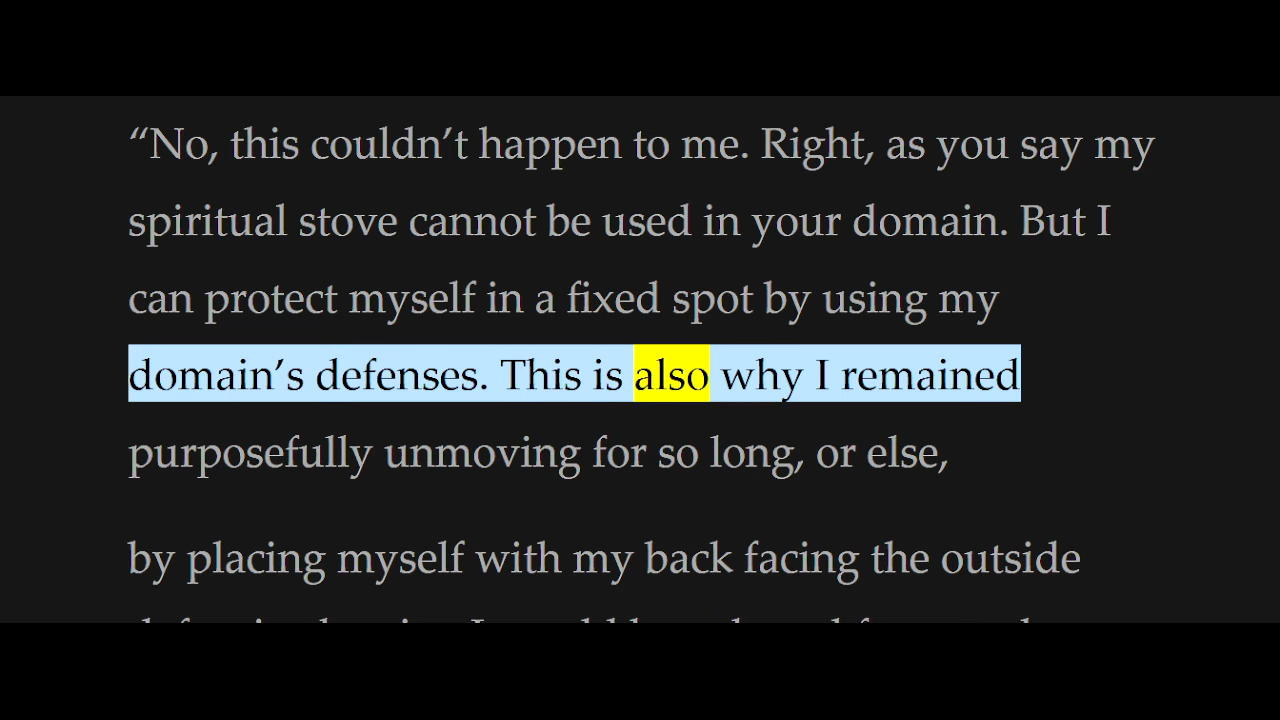 “No, this couldn’t happen to me. Right, as you say my
spiritual stove cannot be used in your domain. But I
can protect myself in a fixed spot by using my
domain’s defenses. This is also why I remained
purposefully unmoving for so long, or else,
by placing myself with my back facing the outside